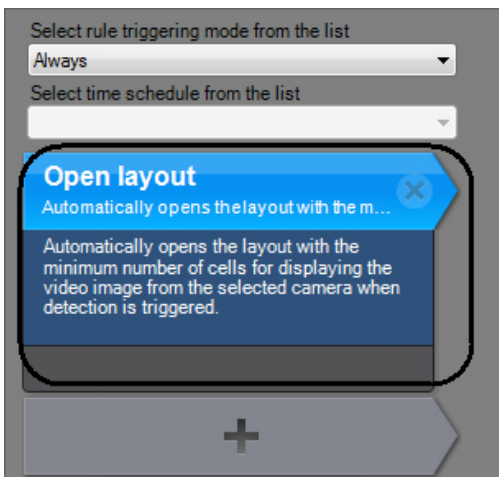 Select rule triggering mode from the list
Always
Select time schedule from the list
Open layout
Automatically opens thelayout with the m...
Automatically opens the layout with the
minimum number of cells for displaying the
video image from the selected camera when
detection is triggered.